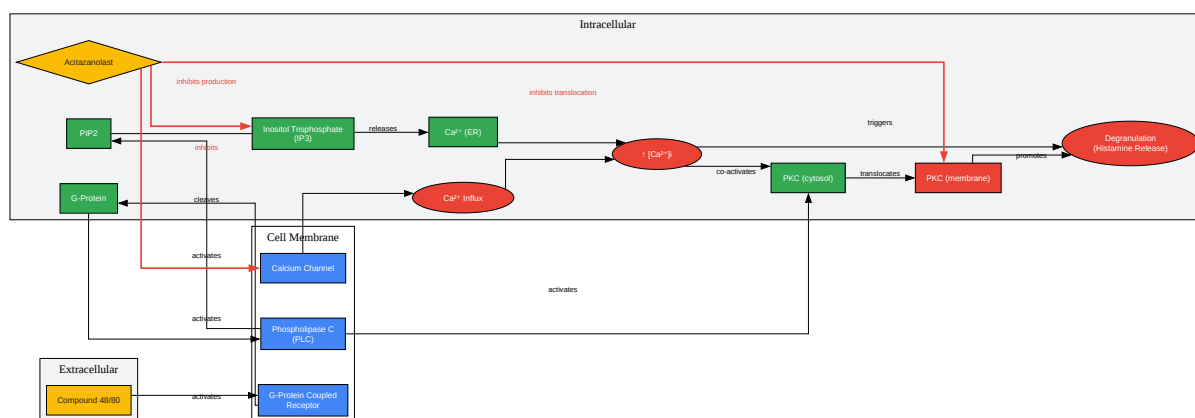 Intracellular
Acitazanolast
inhibits production
inhibits translocation
triggers
PIP2
Inositol Trisphosphate
(IP3)
releases
Ca²⁺ (ER)
inhibits
↑ [Ca²⁺]i
Degranulation
(Histamine Release)
promotes
co-activates
PKC (cytosol)
translocates
PKC (membrane)
G-Protein
cleaves
Ca²⁺ Influx
Cell Membrane
activates
Calcium Channel
activates
activates
Phospholipase C
(PLC)
Extracellular
Compound 48/80
activates
G-Protein Coupled
Receptor